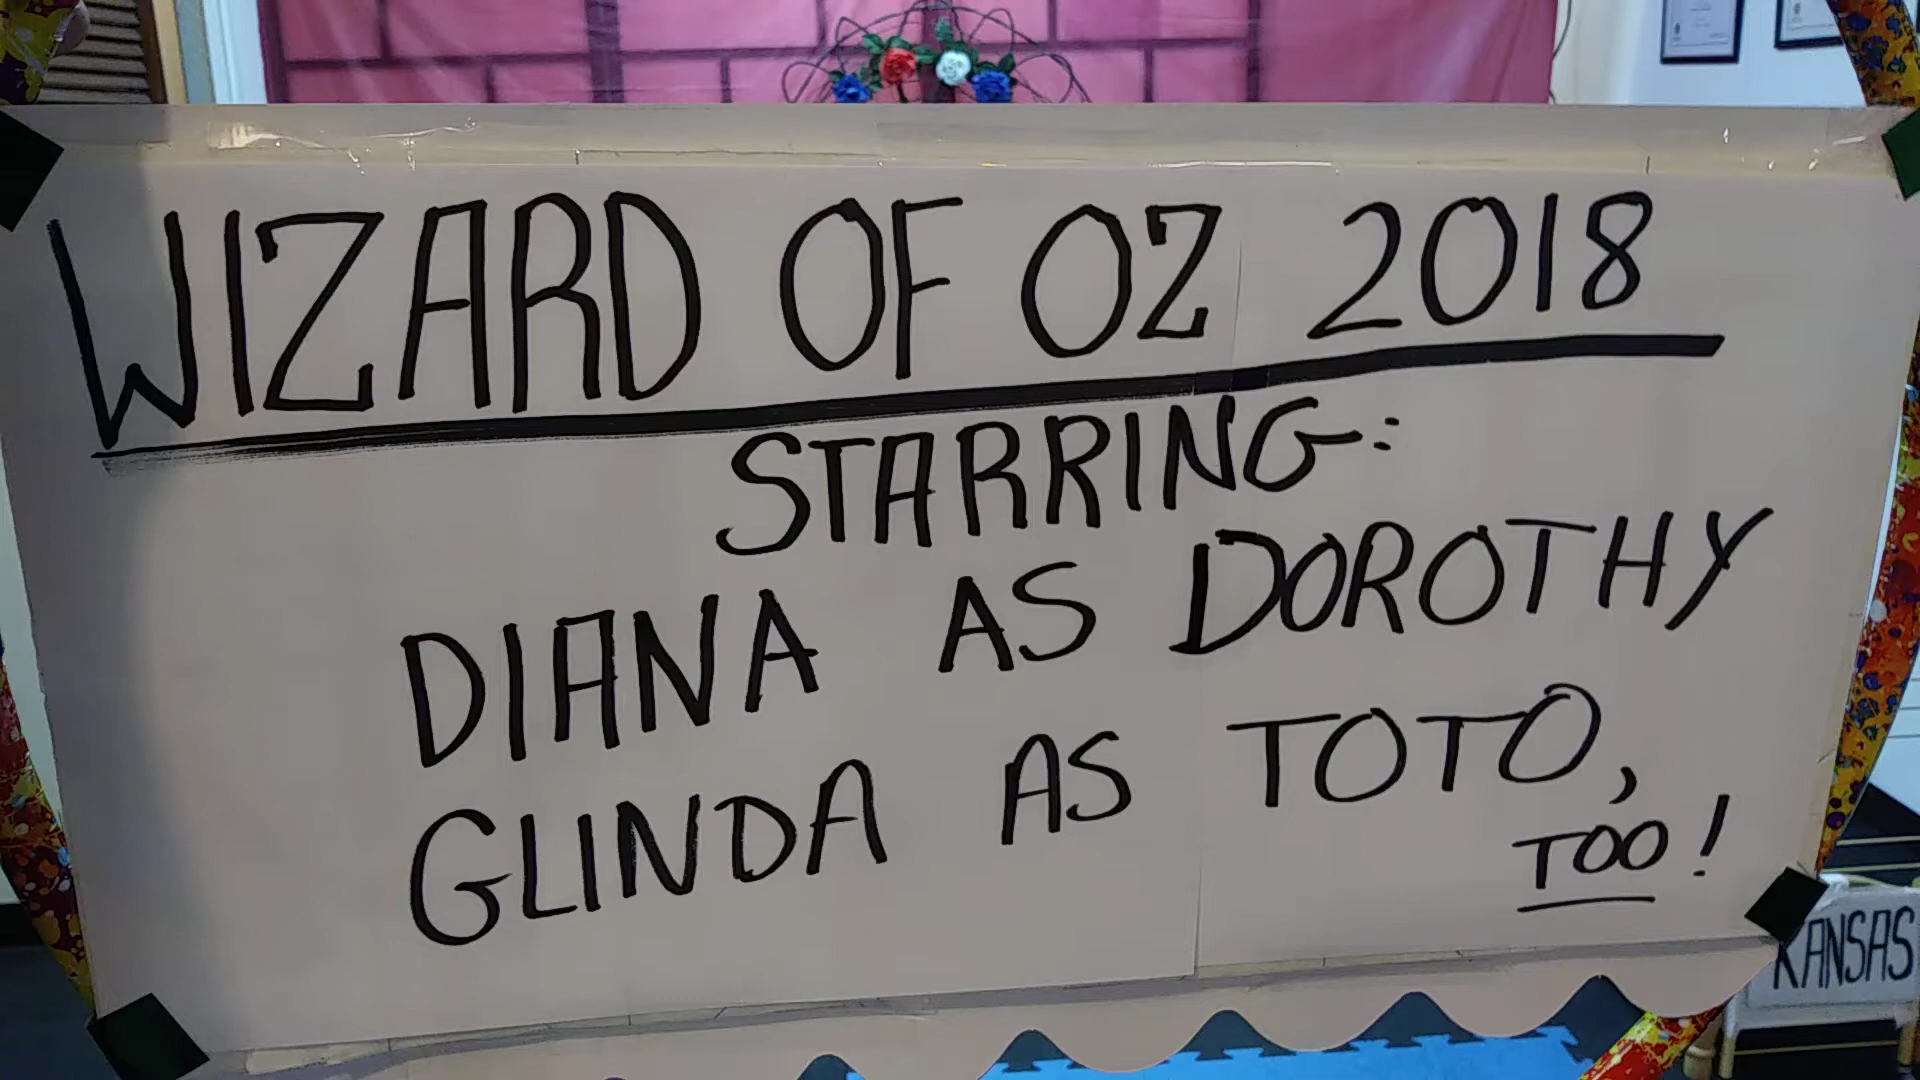 WIZARD OF OZ 2018
STARRING:
DIANA AS DOROTHY
GLINDA AS TOTO,
TOO!
KANSAS